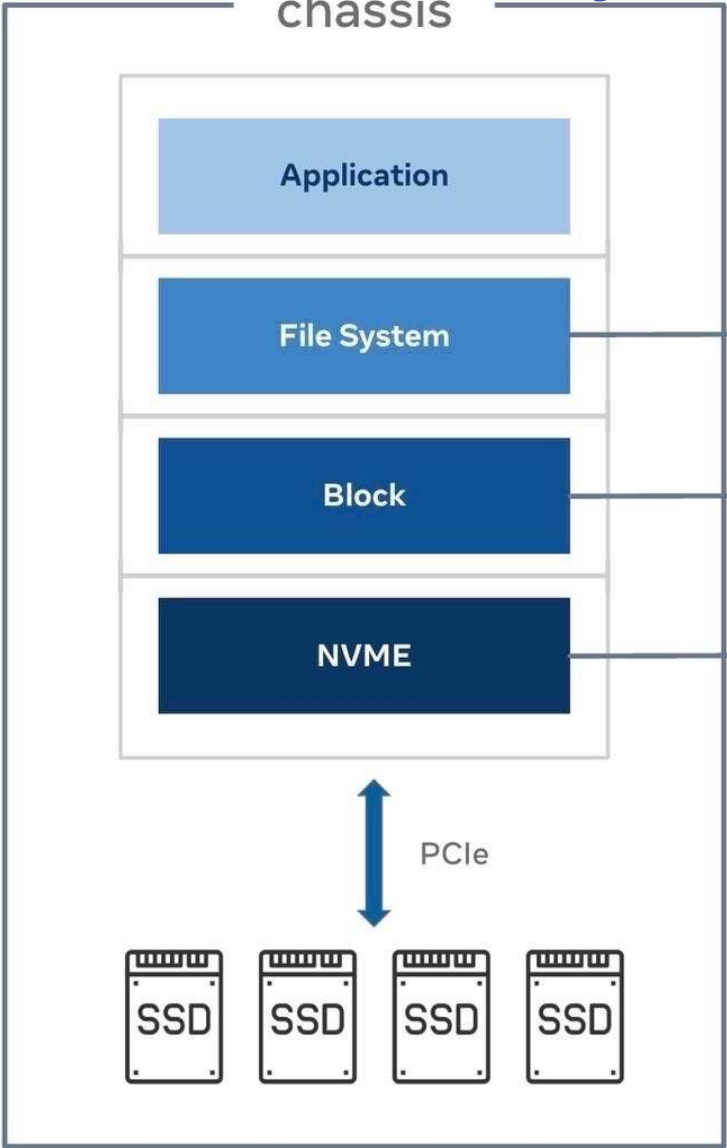 chassis
Application
File System
Block
NVME
PCIe
SSD SSD SSD SSD